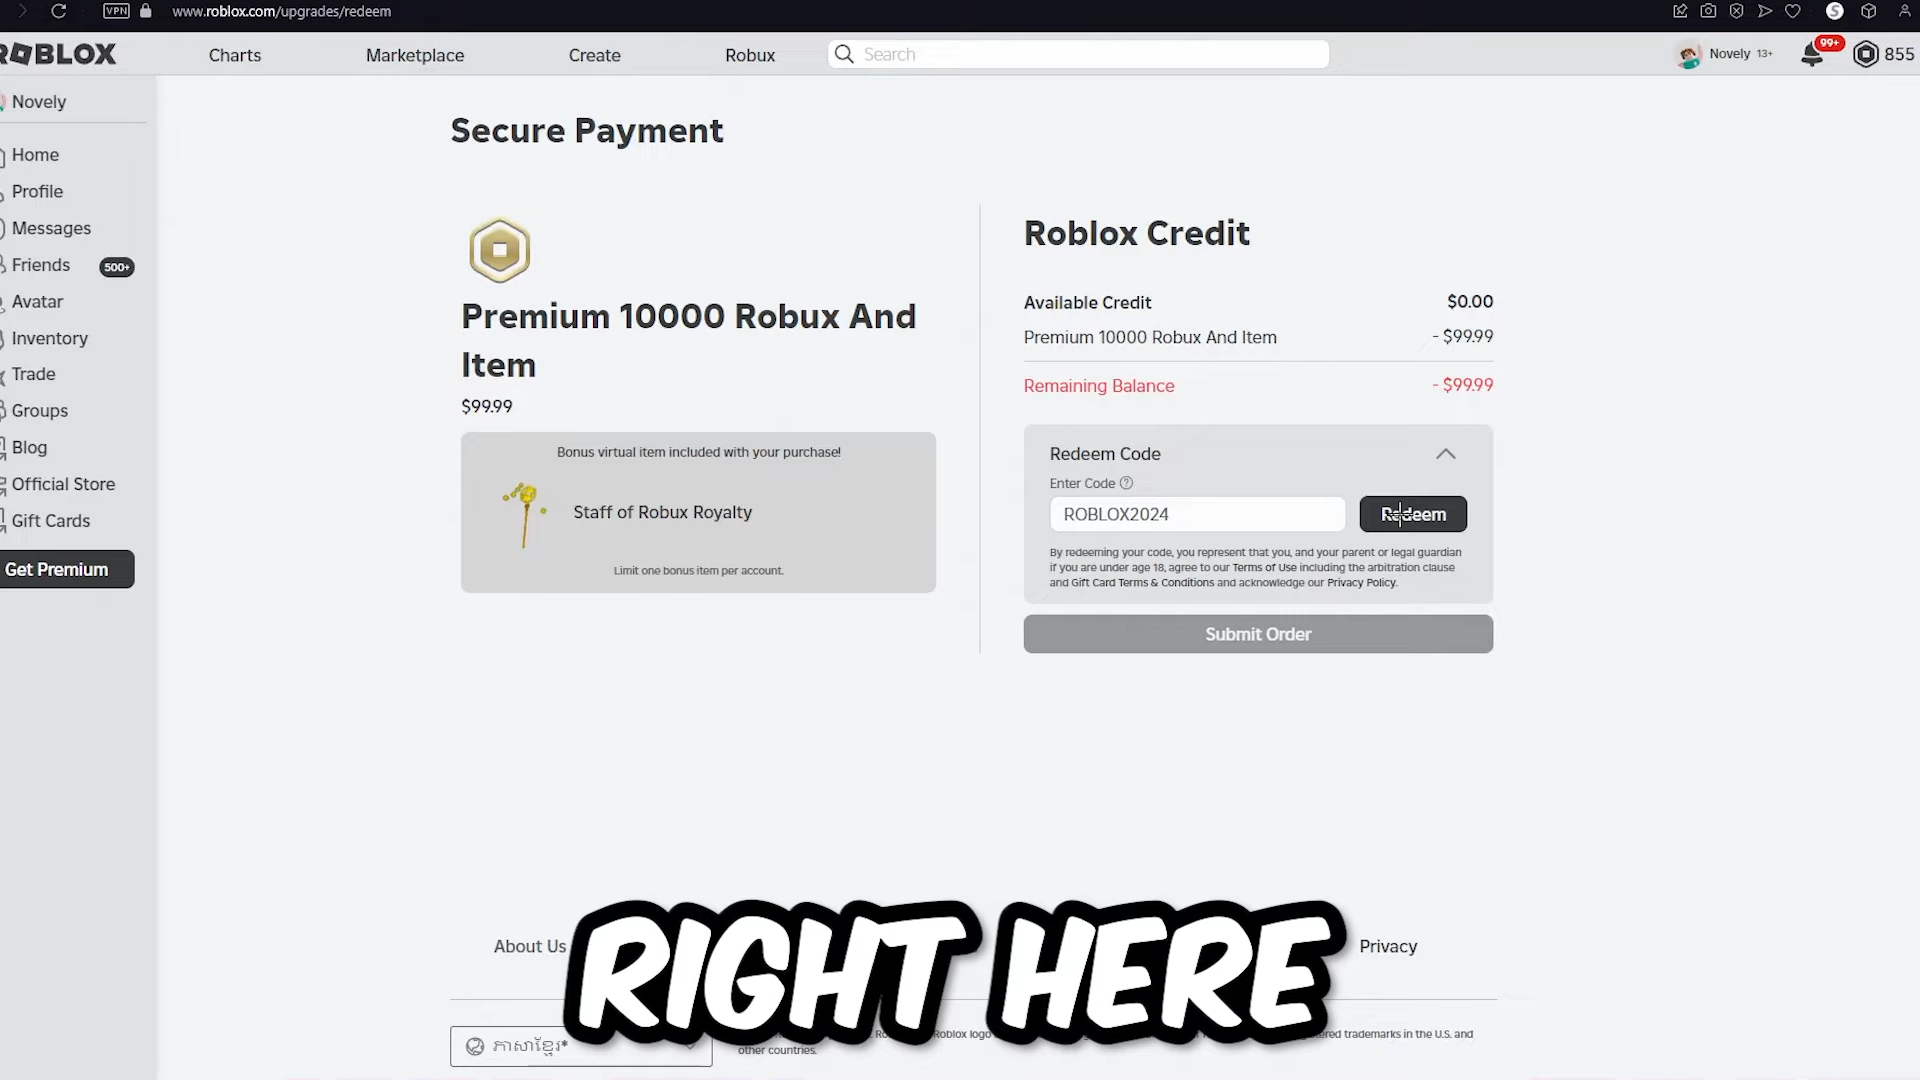 VPN
www.roblox.com/upgrades/redeem
ROBLOX
Charts
Marketplace
Create
Robux
Search
Novely 13+
99+
855
Novely
Home
Profile
Messages
Friends 500+
Avatar
Inventory
Trade
Groups
Blog
Official Store
Gift Cards
Get Premium
Secure Payment
Premium 10000 Robux And
Item
$99.99
Bonus virtual item included with your purchase!
Staff of Robux Royalty
Limit one bonus item per account.
Roblox Credit
Available Credit $0.00
Premium 10000 Robux And Item - $99.99
Remaining Balance - $99.99
Redeem Code
Enter Code
ROBLOX2024
Redeem
By redeeming your code, you represent that you, and your parent or legal guardian
if you are under age 18, agree to our Terms of Use including the arbitration clause
and Gift Card Terms & Conditions and acknowledge our Privacy Policy.
Submit Order
About Us
Privacy
RIGHT HERE
ភាសាខ្មែរ*
Roblox logo
trademarks in the U.S. and
other countries.